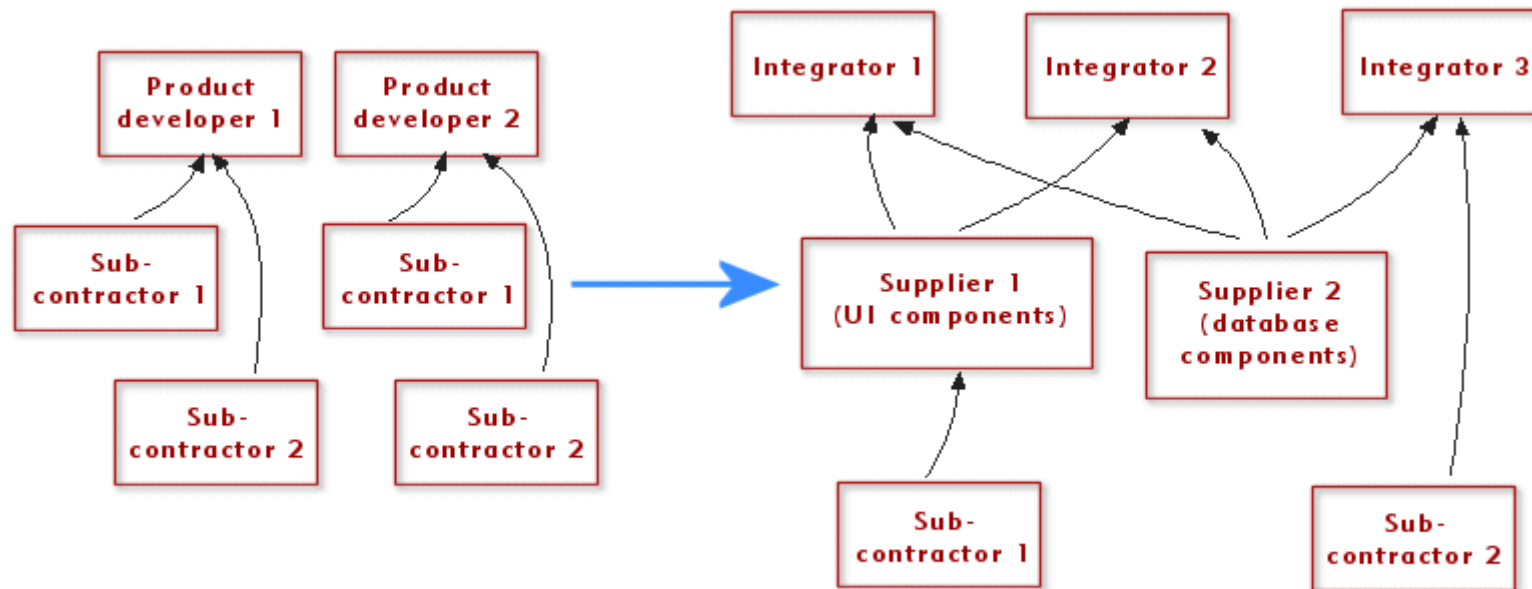 Product
developer 1
Product
developer 2
Sub-
contractor 1
Sub-
contractor 1
Sub-
contractor 2
Sub-
contractor 2
Integrator 1
Integrator 2
Integrator 3
Supplier 1
(UI components)
Supplier 2
(database
components)
Sub-
contractor 1
Sub-
contractor 2